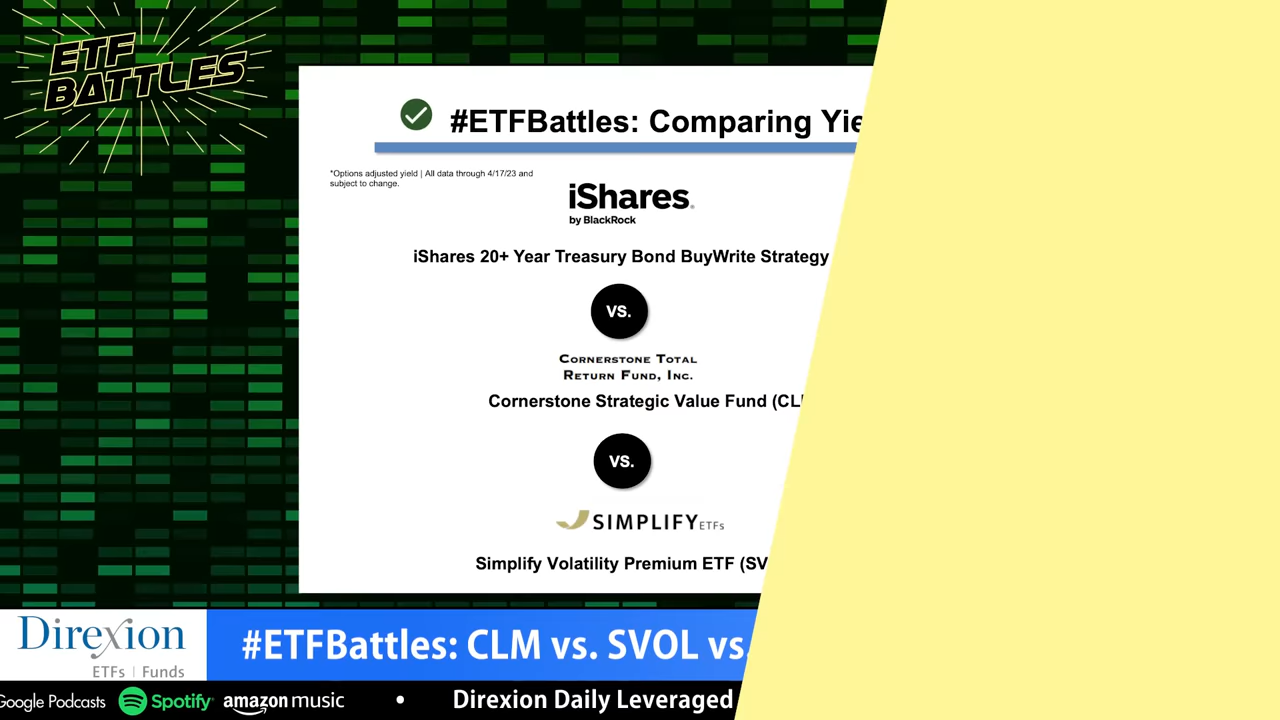 ETF
BATTLES
#ETFBattles: Comparing Yie
*Options adjusted yield | All data through 4/17/23 and
subject to change.
iShares®
by BlackRock
iShares 20+ Year Treasury Bond BuyWrite Strategy
VS.
CORNERSTONE TOTAL
RETURN FUND, INC.
Cornerstone Strategic Value Fund (CL
VS.
SIMPLIFY ETFs
Simplify Volatility Premium ETF (SV
Direxion
ETFs | Funds
#ETFBattles: CLM vs. SVOL vs.
Google Podcasts Spotify amazon music • Direxion Daily Leveraged